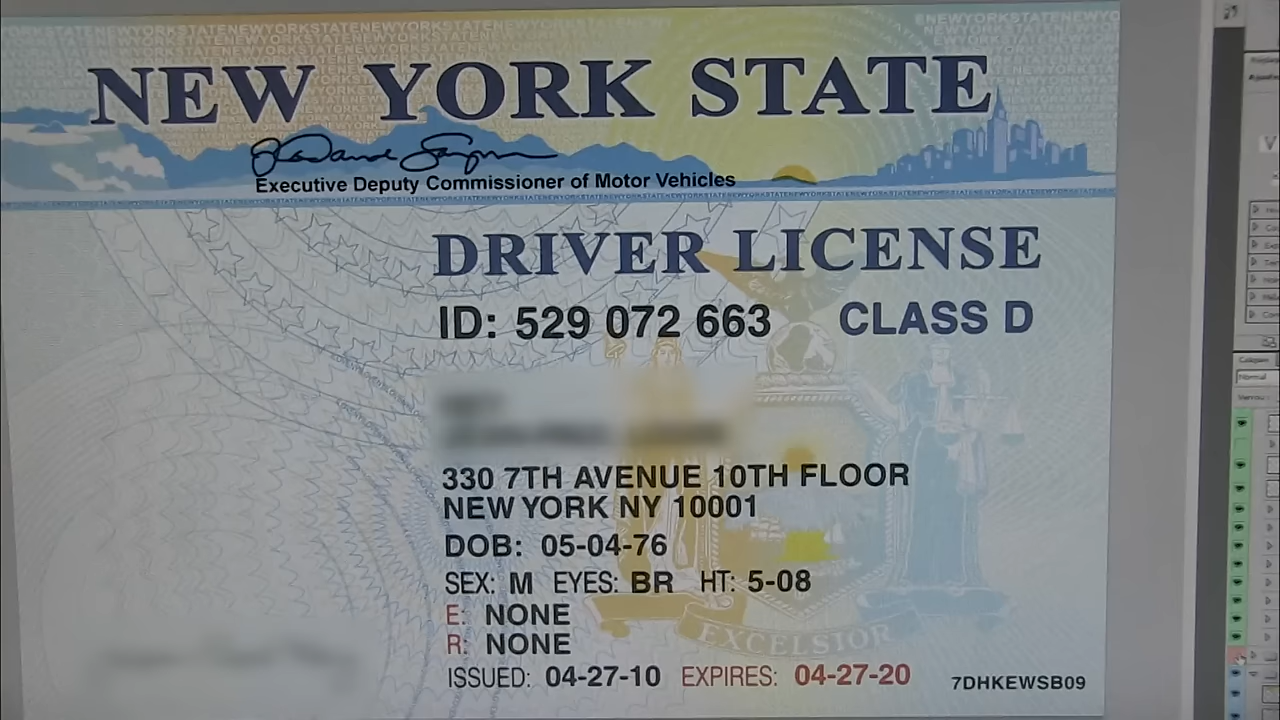 NEW YORK STATE
Executive Deputy Commissioner of Motor Vehicles
DRIVER LICENSE
ID: 529 072 663 CLASS D
330 7TH AVENUE 10TH FLOOR
NEW YORK NY 10001
DOB: 05-04-76
SEX: M EYES: BR HT: 5-08
E: NONE
R: NONE
ISSUED: 04-27-10 EXPIRES: 04-27-20
7DHKEWSB09
EXCELSIOR
Normal